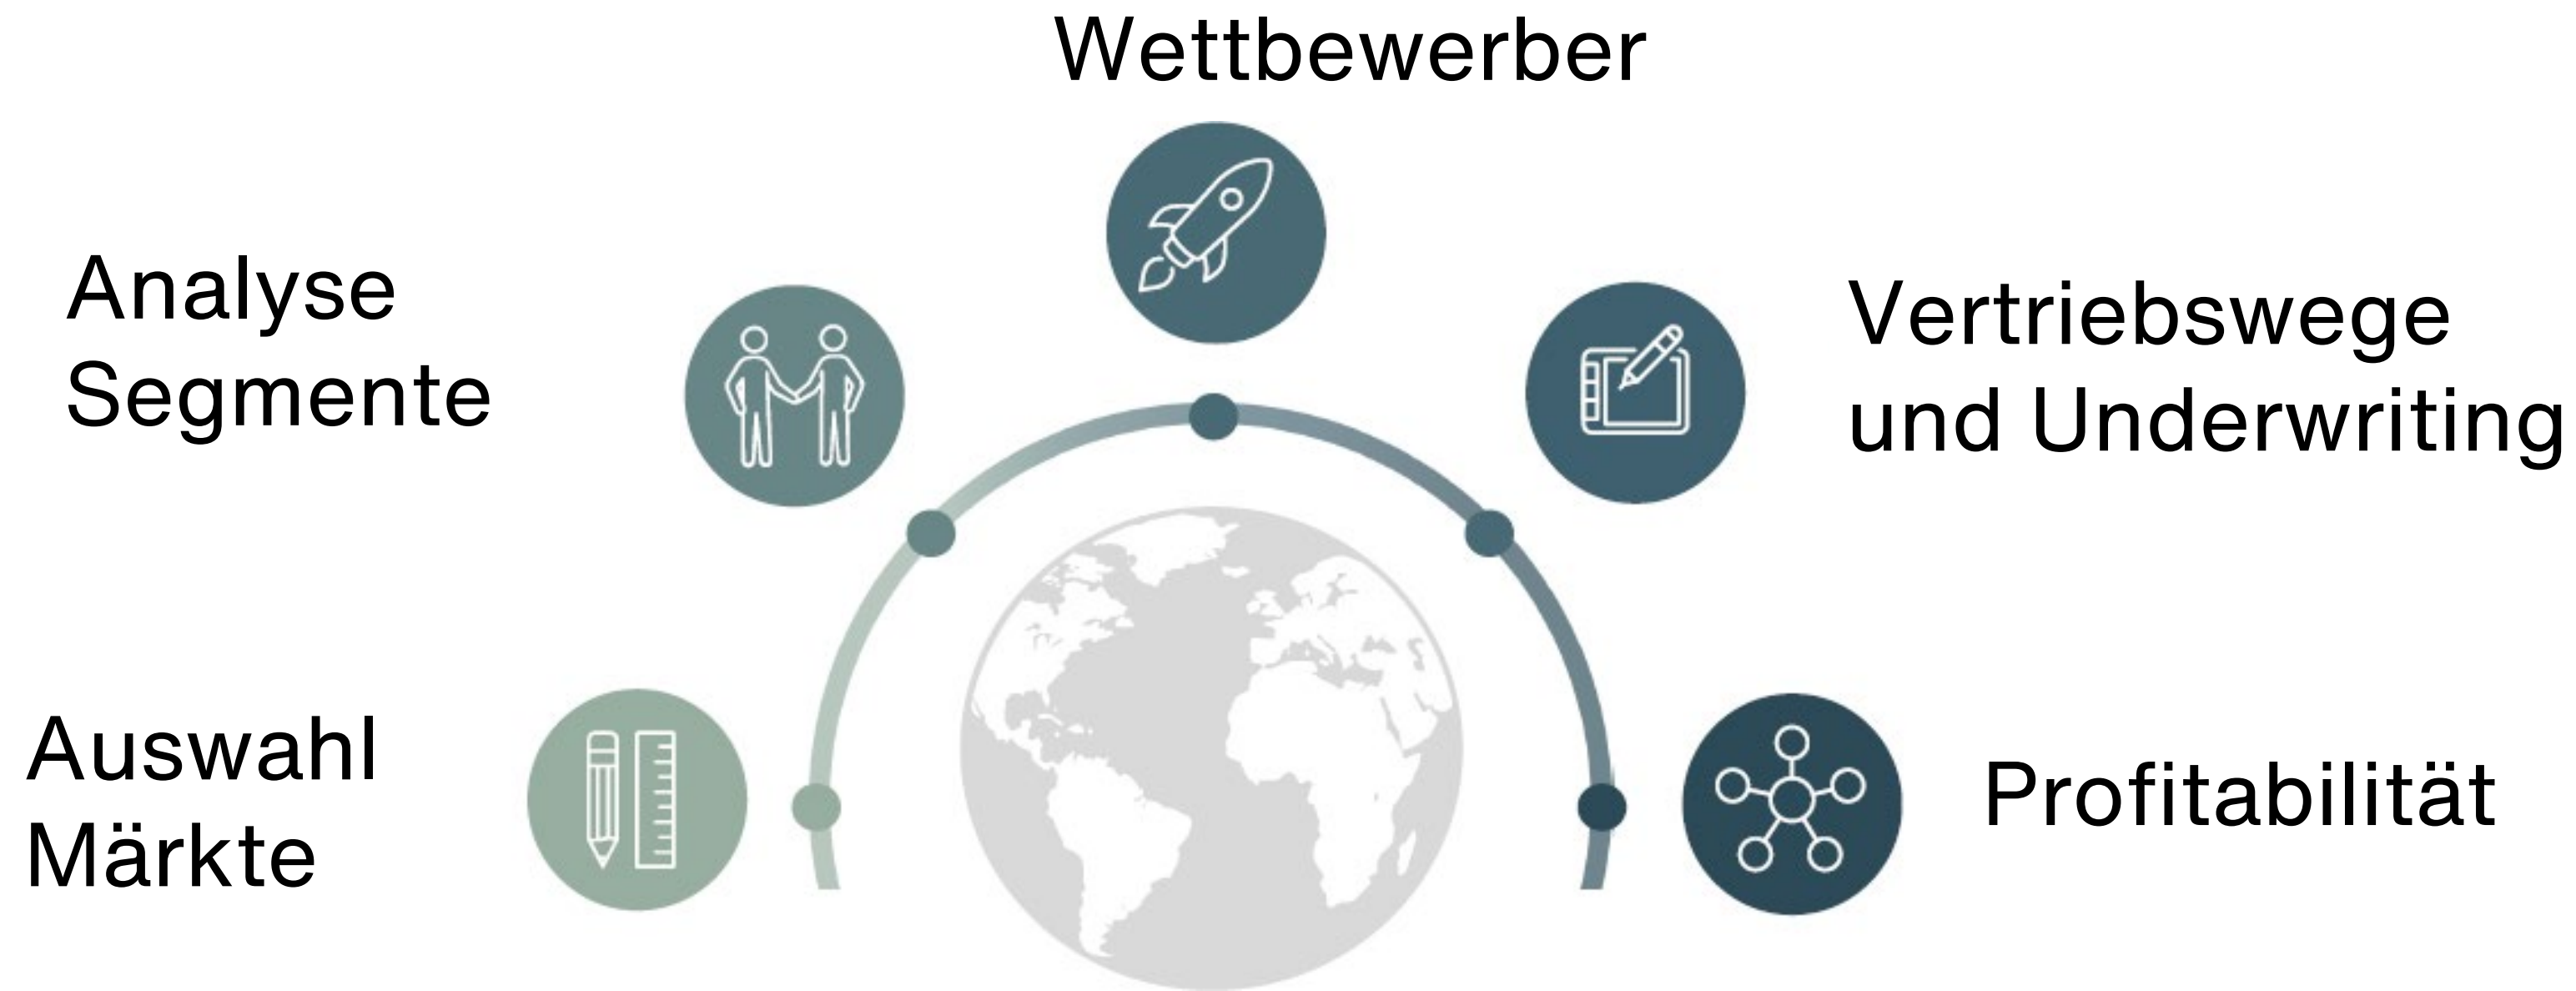 Wettbewerber
Analyse
Segmente
Vertriebswege
und Underwriting
Auswahl
Märkte
Profitabilität